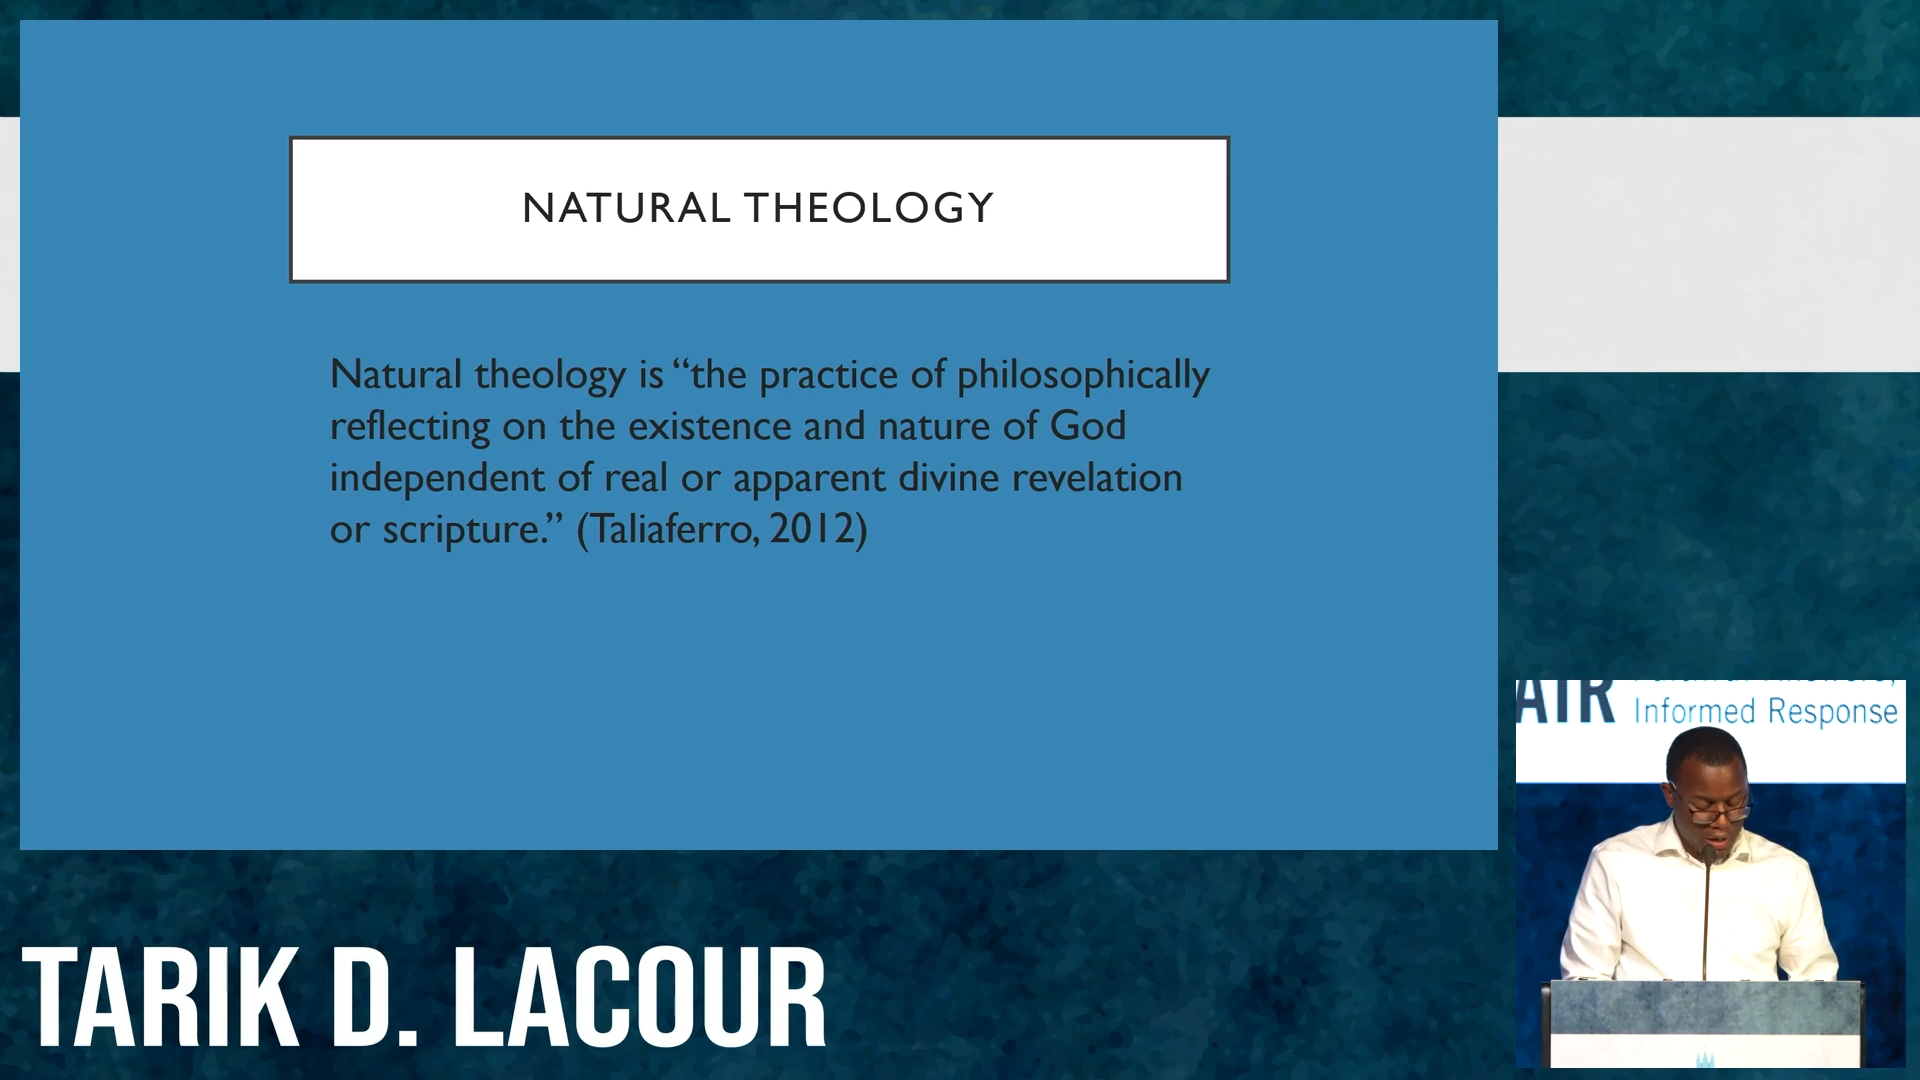 NATURAL THEOLOGY
Natural theology is “the practice of philosophically
reflecting on the existence and nature of God
independent of real or apparent divine revelation
or scripture.” (Taliaferro, 2012)
AIR
Informed Response
TARIK D. LACOUR